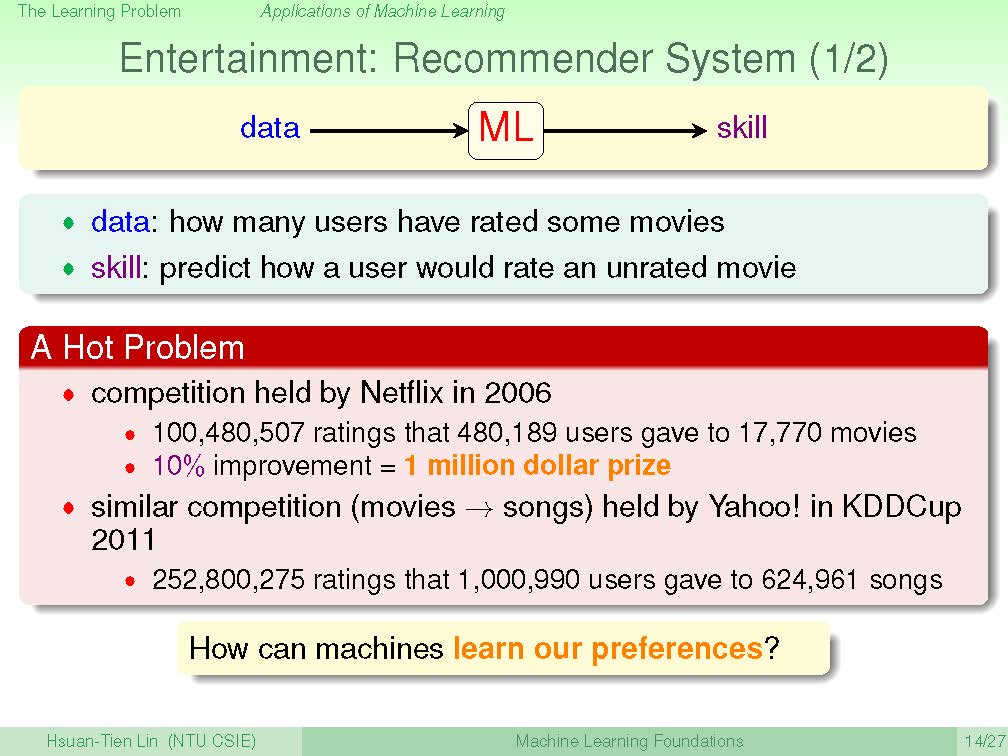 The Learning Problem Applications of Machine Learning
Entertainment: Recommender System (1/2)
data ML skill
• data: how many users have rated some movies
• skill: predict how a user would rate an unrated movie
A Hot Problem
• competition held by Netflix in 2006
• 100,480,507 ratings that 480,189 users gave to 17,770 movies
• 10% improvement = 1 million dollar prize
• similar competition (movies → songs) held by Yahoo! in KDDCup
2011
• 252,800,275 ratings that 1,000,990 users gave to 624,961 songs
How can machines learn our preferences?
Hsuan-Tien Lin (NTU CSIE) Machine Learning Foundations 14/27